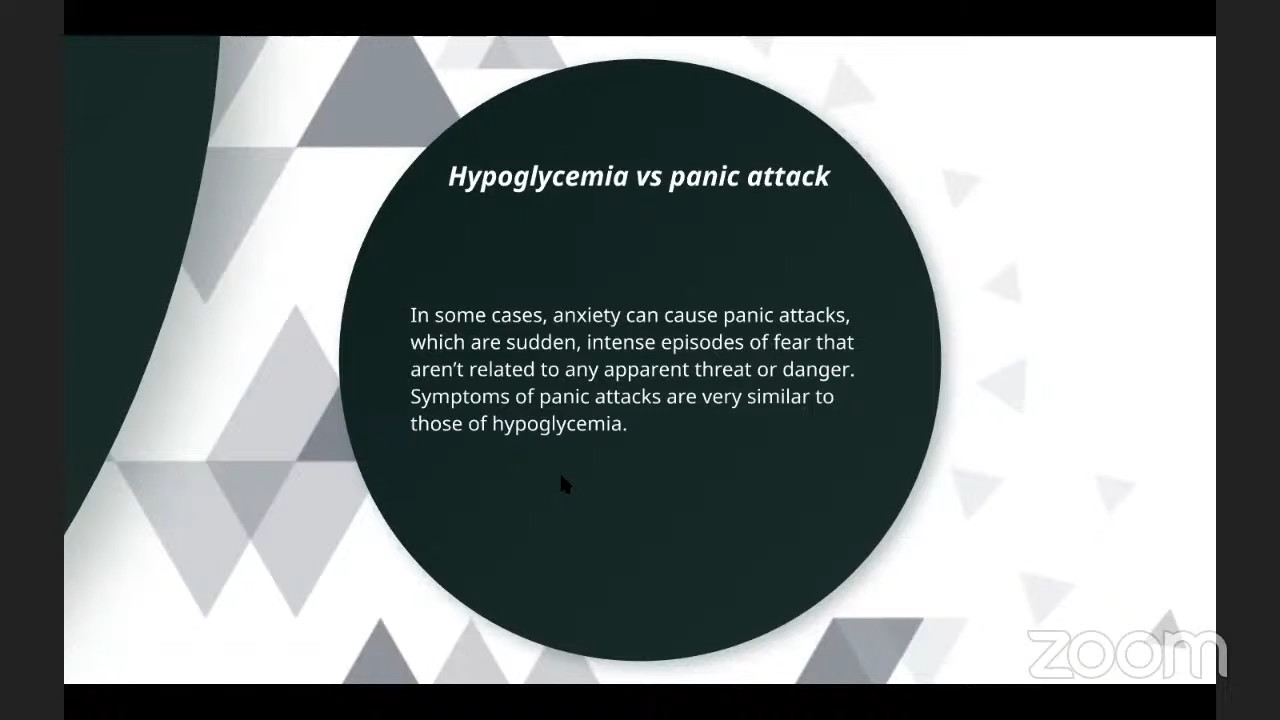 Hypoglycemia vs panic attack
In some cases, anxiety can cause panic attacks,
which are sudden, intense episodes of fear that
aren’t related to any apparent threat or danger.
Symptoms of panic attacks are very similar to
those of hypoglycemia.
zoom